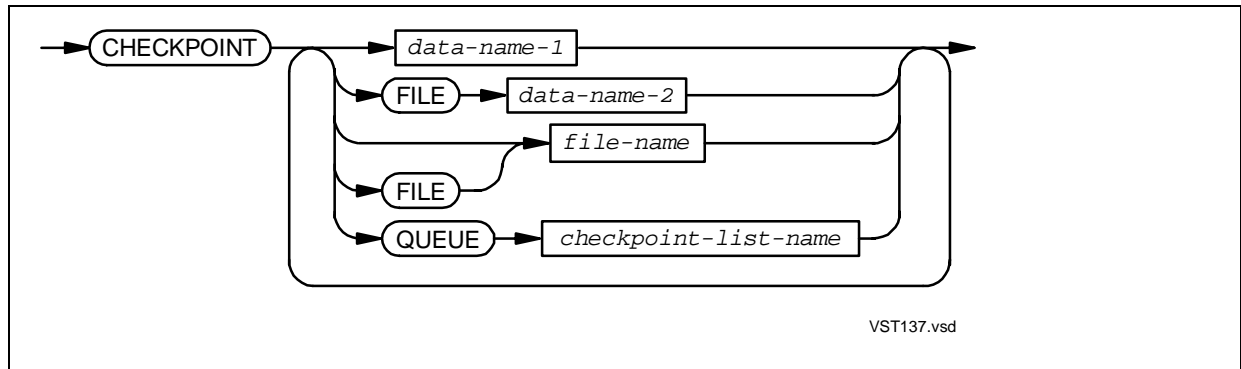 CHECKPOINT data-name-1
FILE data-name-2
file-name
FILE
QUEUE checkpoint-list-name
VST137.vsd